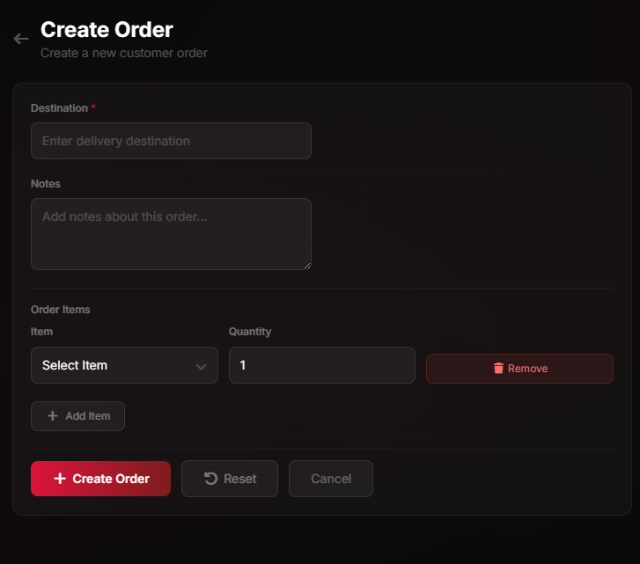 Create Order
Create a new customer order
Destination *
Enter delivery destination
Notes
Add notes about this order...
Order Items
Item
Quantity
Select Item
1
Remove
Add Item
Create Order
Reset
Cancel